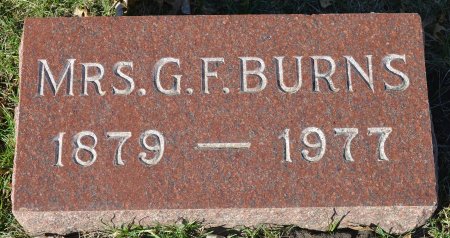 MRS. G. F. BURNS
1879 — 1977